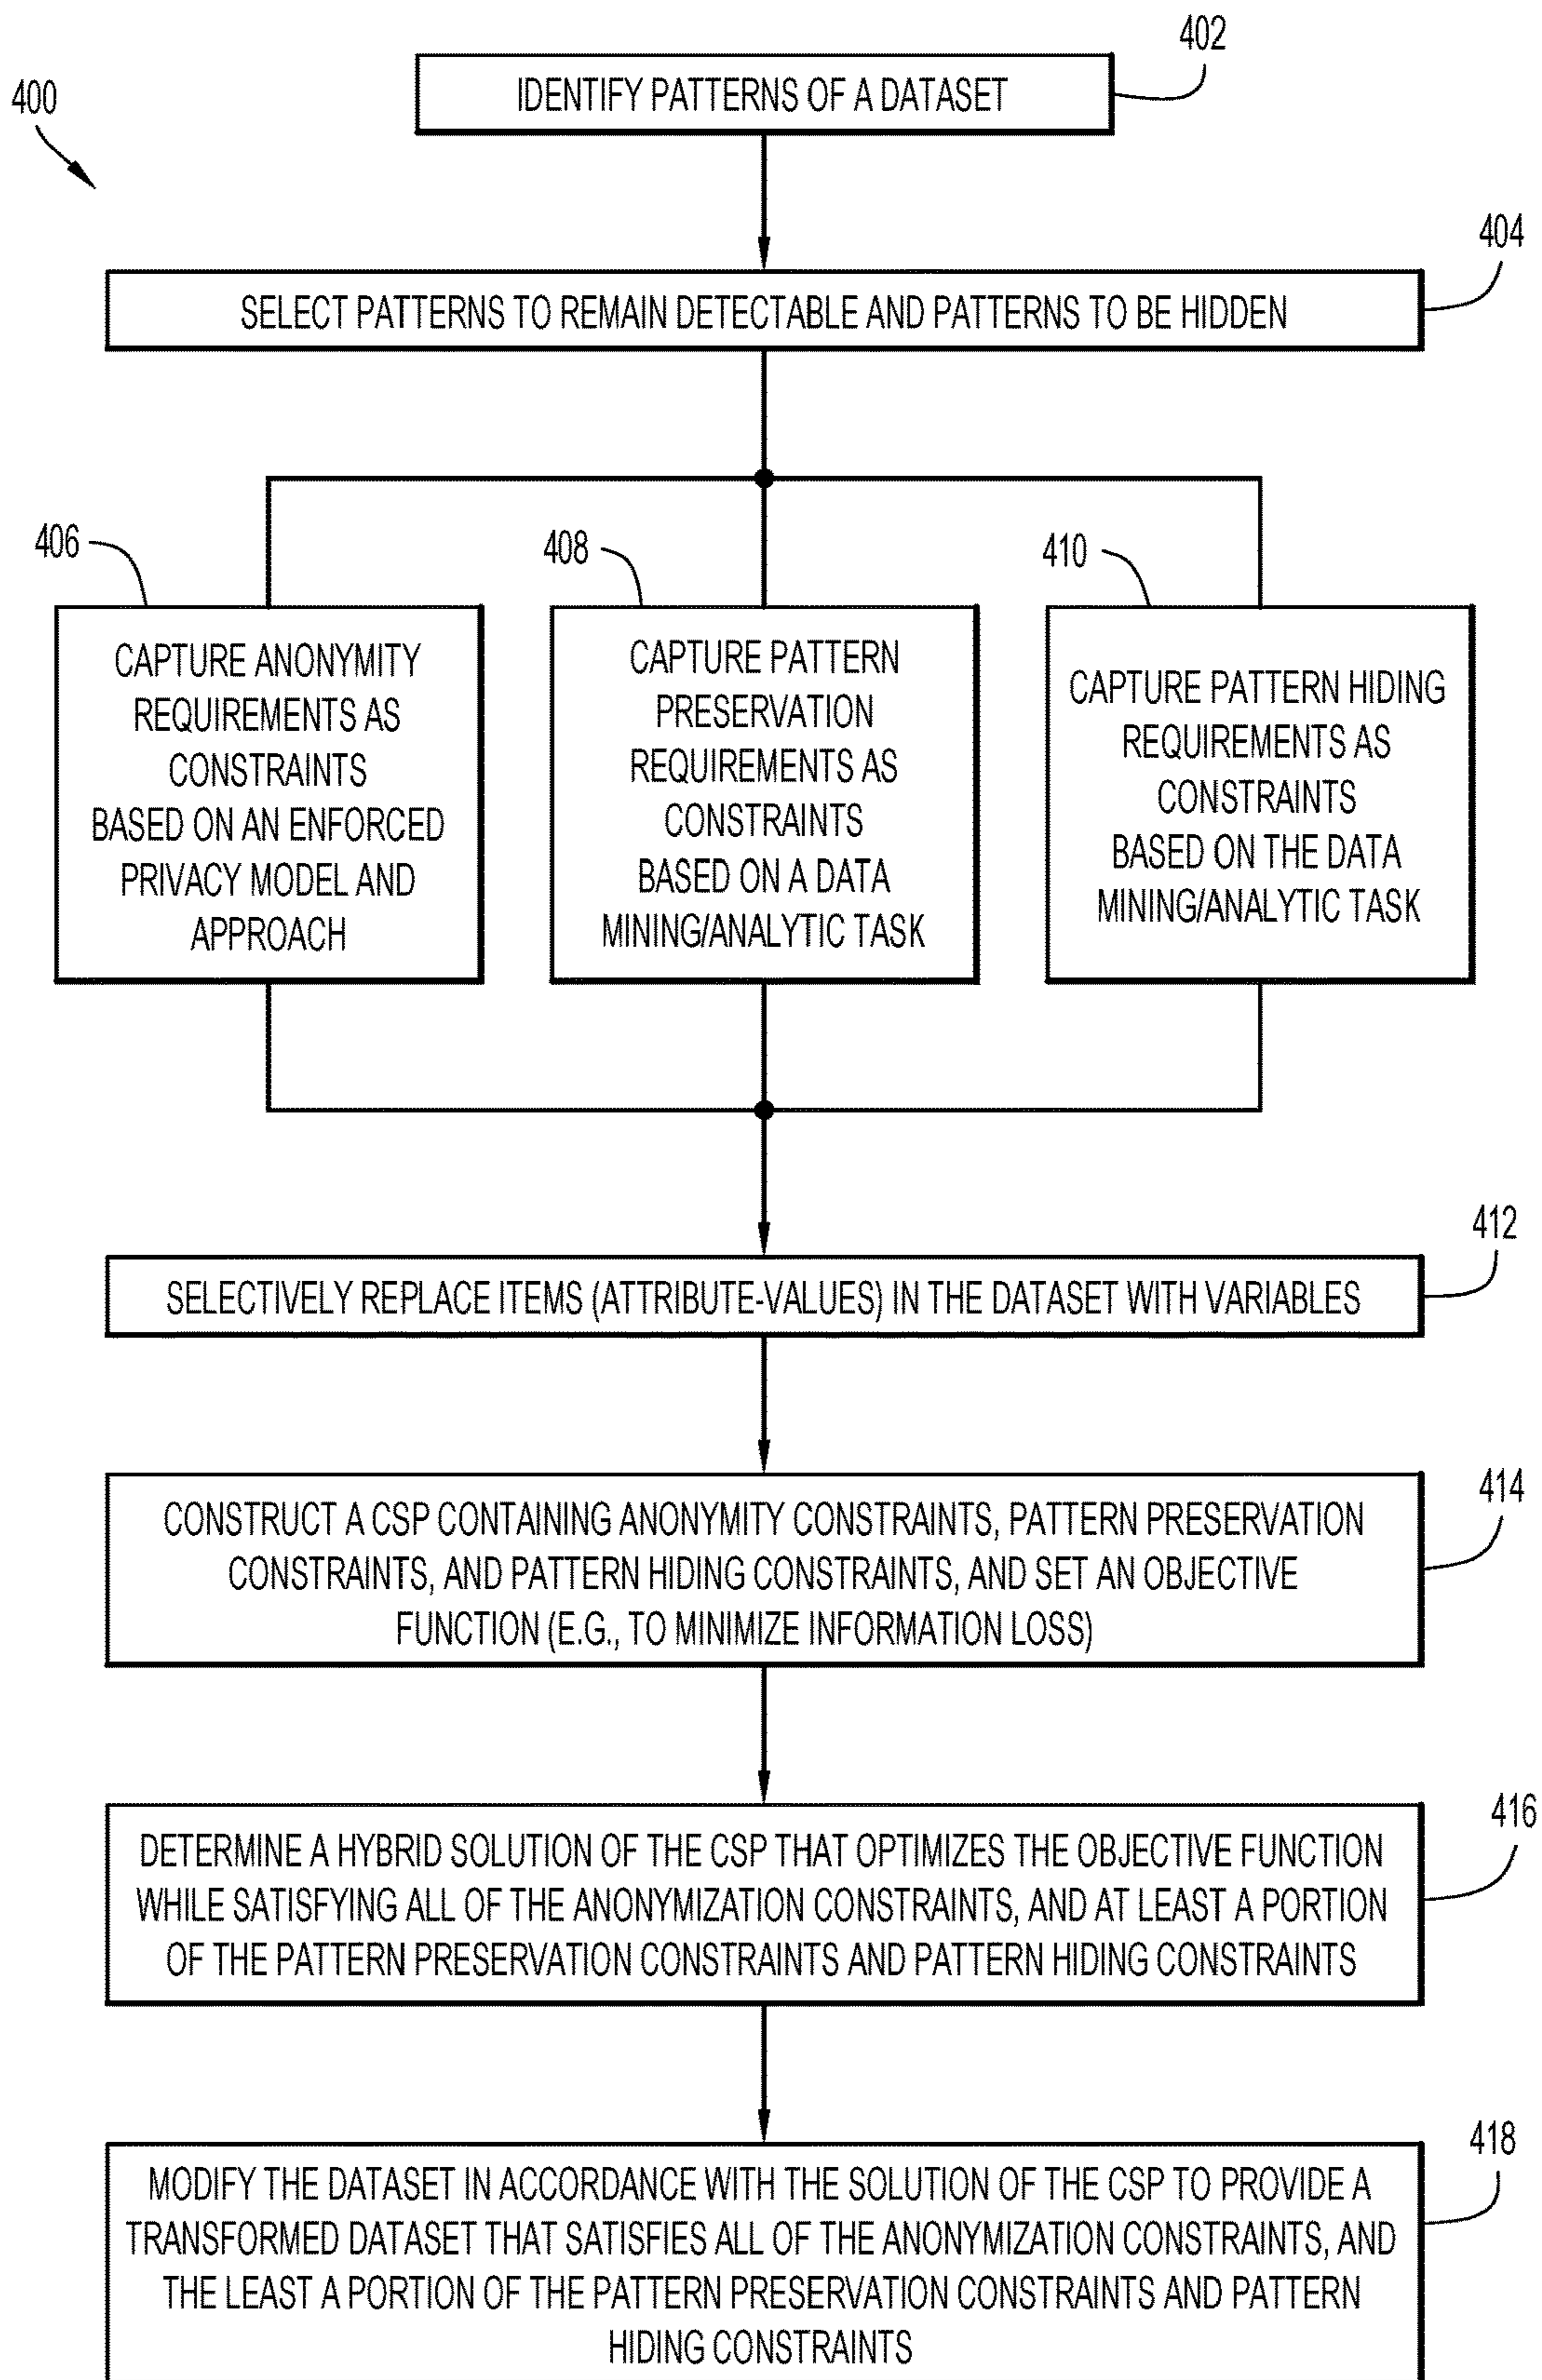 402
IDENTIFY PATTERNS OF A DATASET
400
404
SELECT PATTERNS TO REMAIN DETECTABLE AND PATTERNS TO BE HIDDEN
406
CAPTURE ANONYMITY
REQUIREMENTS AS
CONSTRAINTS
BASED ON AN ENFORCED
PRIVACY MODEL AND
APPROACH
408
CAPTURE PATTERN
PRESERVATION
REQUIREMENTS AS
CONSTRAINTS
BASED ON A DATA
MINING/ANALYTIC TASK
410
CAPTURE PATTERN HIDING
REQUIREMENTS AS
CONSTRAINTS
BASED ON THE DATA
MINING/ANALYTIC TASK
412
SELECTIVELY REPLACE ITEMS (ATTRIBUTE-VALUES) IN THE DATASET WITH VARIABLES
414
CONSTRUCT A CSP CONTAINING ANONYMITY CONSTRAINTS, PATTERN PRESERVATION
CONSTRAINTS, AND PATTERN HIDING CONSTRAINTS, AND SET AN OBJECTIVE
FUNCTION (E.G., TO MINIMIZE INFORMATION LOSS)
416
DETERMINE A HYBRID SOLUTION OF THE CSP THAT OPTIMIZES THE OBJECTIVE FUNCTION
WHILE SATISFYING ALL OF THE ANONYMIZATION CONSTRAINTS, AND AT LEAST A PORTION
OF THE PATTERN PRESERVATION CONSTRAINTS AND PATTERN HIDING CONSTRAINTS
418
MODIFY THE DATASET IN ACCORDANCE WITH THE SOLUTION OF THE CSP TO PROVIDE A
TRANSFORMED DATASET THAT SATISFIES ALL OF THE ANONYMIZATION CONSTRAINTS, AND
THE LEAST A PORTION OF THE PATTERN PRESERVATION CONSTRAINTS AND PATTERN
HIDING CONSTRAINTS